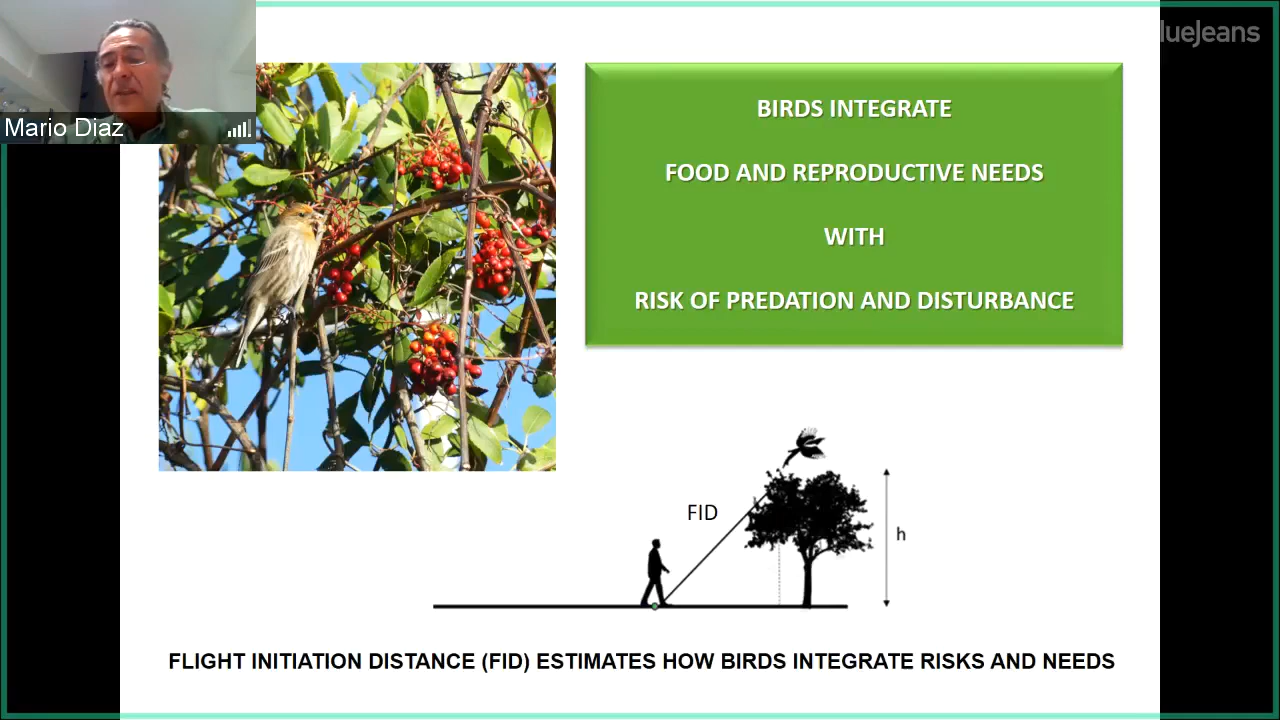 Mario Diaz
BIRDS INTEGRATE
FOOD AND REPRODUCTIVE NEEDS
WITH
RISK OF PREDATION AND DISTURBANCE
FID
h
FLIGHT INITIATION DISTANCE (FID) ESTIMATES HOW BIRDS INTEGRATE RISKS AND NEEDS